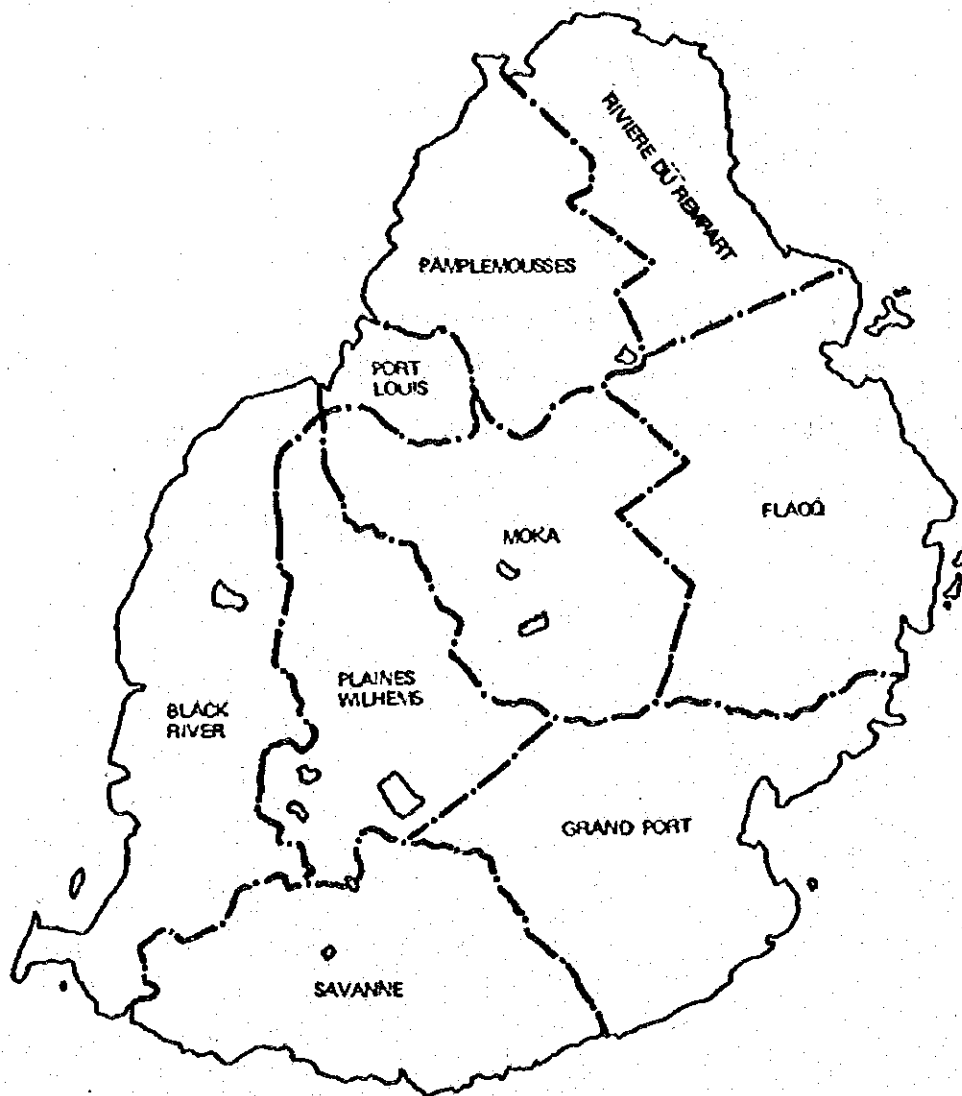 RIVIERE DU REMPART
PAMPLEMOUSSES
PORT
LOUIS
FLACQ
MOKA
PLAINES
WILHEMS
BLACK
RIVER
GRAND PORT
SAVANNE